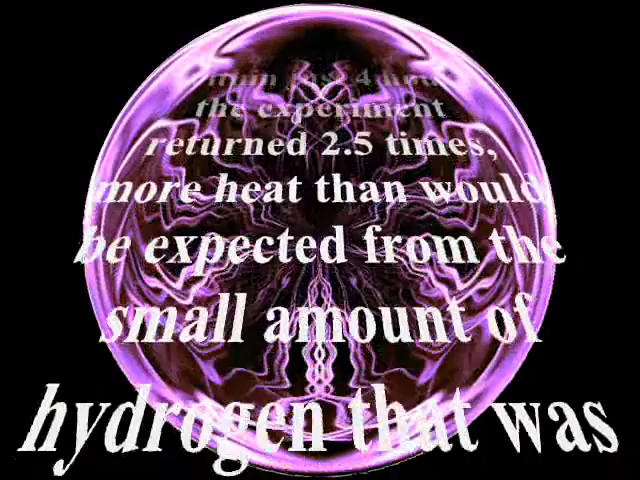 the experiment
returned 2.5 times,
more heat than would
be expected from the
small amount of
hydrogen that was